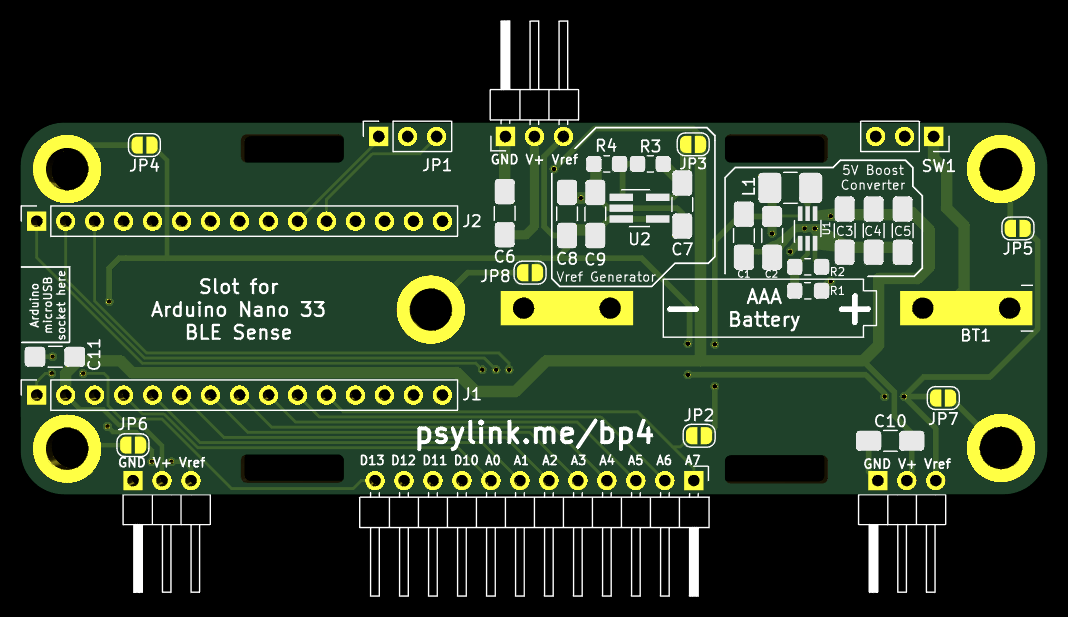 GND V+ Vref
JP4
JP1
R4 R3
JP3
SW1
5V Boost
Converter
L1
J2
U2
C6
C8 C9
C7
C1 C2
U1
C3 C4 C5
JP5
JP8
Vref Generator
R2
R1
Arduino
microUSB
socket here
Slot for
Arduino Nano 33
BLE Sense
AAA
Battery
BT1
C11
J1
JP6
psylink.me/bp4
JP2
JP7
C10
GND V+ Vref
D13 D12 D11 D10 A0 A1 A2 A3 A4 A5 A6 A7
GND V+ Vref